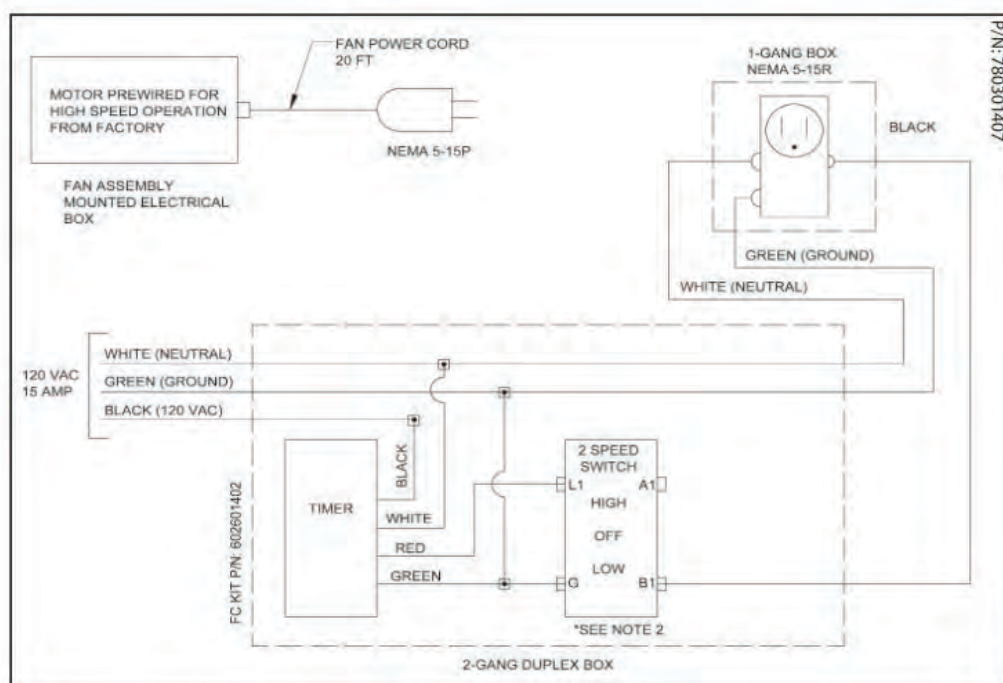 FAN POWER CORD
20 FT
MOTOR PREWIRED FOR
HIGH SPEED OPERATION
FROM FACTORY
NEMA 5-15P
FAN ASSEMBLY
MOUNTED ELECTRICAL
BOX
1-GANG BOX
NEMA 5-15R
BLACK
P/N: 780301407
GREEN (GROUND)
WHITE (NEUTRAL)
120 VAC
15 AMP
WHITE (NEUTRAL)
GREEN (GROUND)
BLACK (120 VAC)
FC KIT P/N: 602601402
TIMER
BLACK
WHITE
RED
GREEN
2 SPEED
SWITCH
L1 A1
HIGH
OFF
LOW
G B1
*SEE NOTE 2
2-GANG DUPLEX BOX